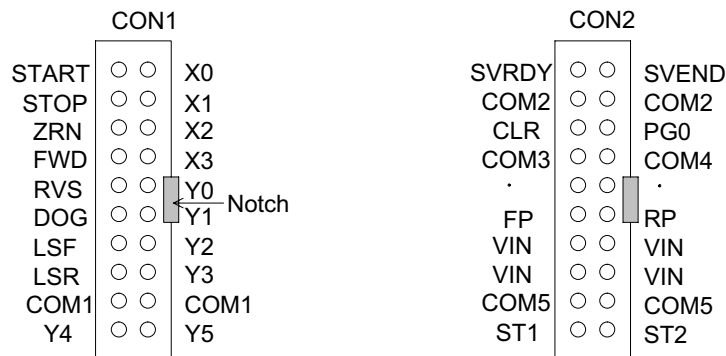 CON1
START X0
STOP X1
ZRN X2
FWD X3
RVS Y0
Notch
DOG Y1
LSF Y2
LSR Y3
COM1 COM1
Y4 Y5
CON2
SVRDY SVEND
COM2 COM2
CLR PG0
COM3 COM4
· ·
FP RP
VIN VIN
VIN VIN
COM5 COM5
ST1 ST2